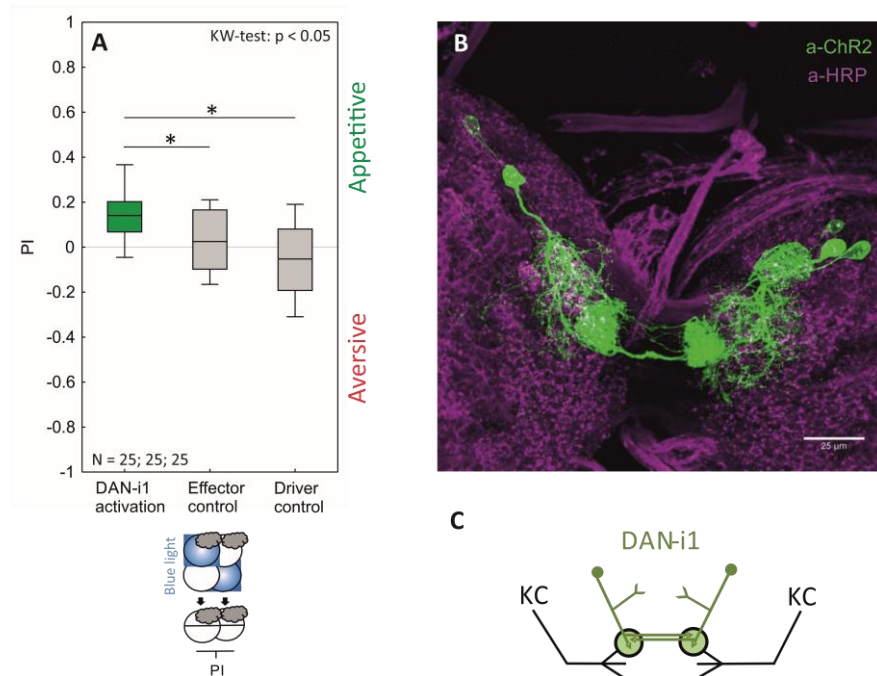 A
KW-test: p < 0.05
1
0.8
0.6
0.4
0.2
0
-0.2
-0.4
-0.6
-0.8
-1
PI
*
*
Appetitive
Aversive
N = 25; 25; 25
DAN-i1
activation
Effector
control
Driver
control
Blue light
PI
B
a-ChR2
a-HRP
25 µm
C
DAN-i1
KC
KC